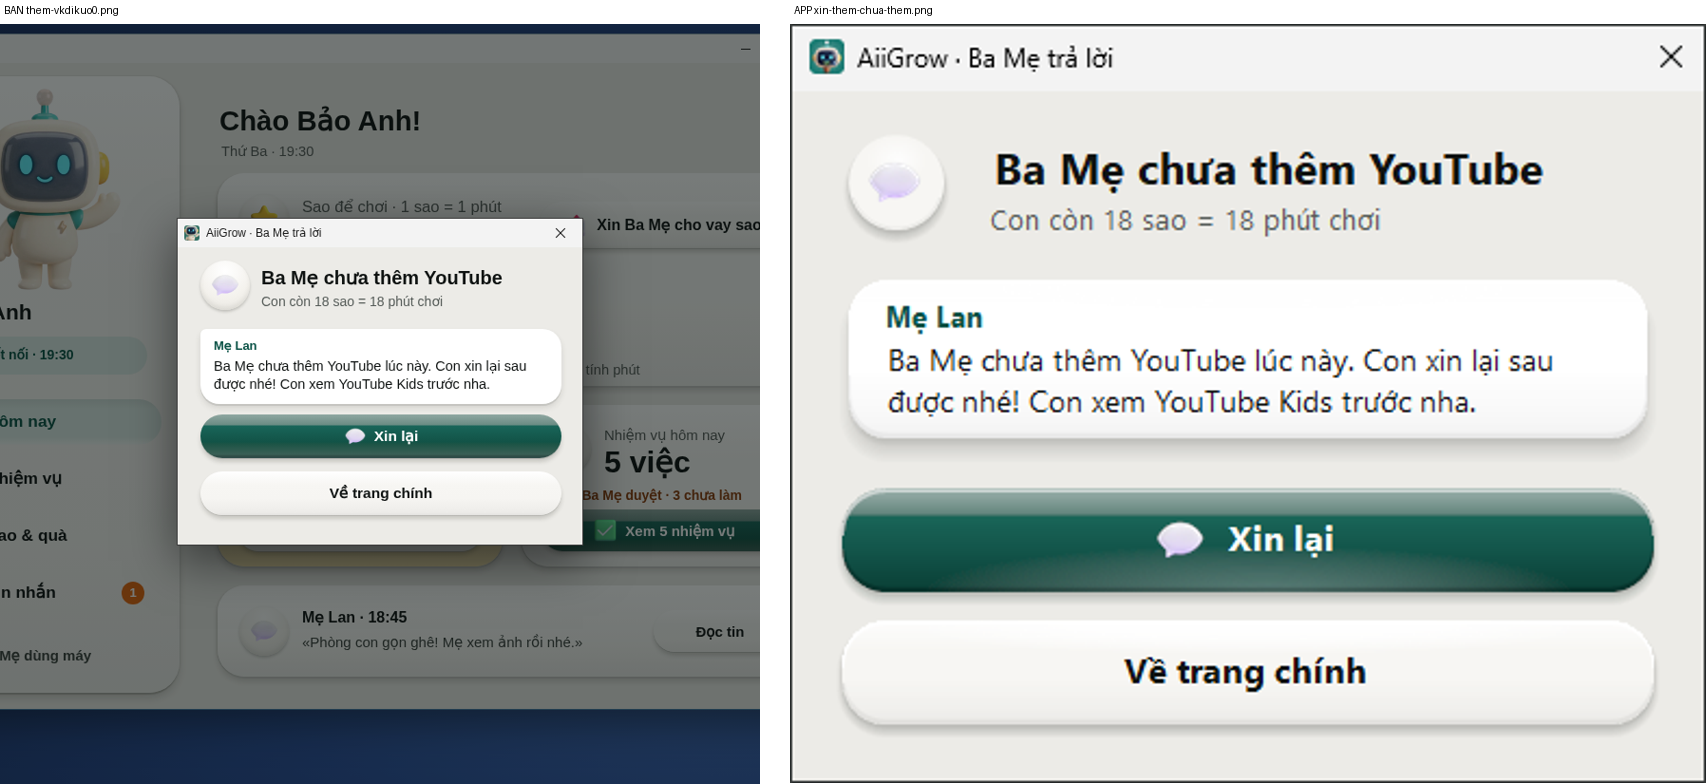 BAN them-vkdikuo0.png
Chào Bảo Anh!
Thứ Ba · 19:30
Sao để chơi · 1 sao = 1 phút
Xin Ba Mẹ cho vay sao
AiiGrow · Ba Mẹ trả lời
Ba Mẹ chưa thêm YouTube
Con còn 18 sao = 18 phút chơi
Mẹ Lan
Ba Mẹ chưa thêm YouTube lúc này. Con xin lại sau
được nhé! Con xem YouTube Kids trước nha.
Xin lại
Về trang chính
Anh
t nối · 19:30
ôm nay
hiệm vụ
ao & quà
n nhắn
1
Mẹ dùng máy
tính phút
Nhiệm vụ hôm nay
5 việc
Ba Mẹ duyệt · 3 chưa làm
Xem 5 nhiệm vụ
Mẹ Lan · 18:45
«Phòng con gọn ghê! Mẹ xem ảnh rồi nhé.»
Đọc tin
APP xin-them-chua-them.png
AiiGrow · Ba Mẹ trả lời
Ba Mẹ chưa thêm YouTube
Con còn 18 sao = 18 phút chơi
Mẹ Lan
Ba Mẹ chưa thêm YouTube lúc này. Con xin lại sau
được nhé! Con xem YouTube Kids trước nha.
Xin lại
Về trang chính